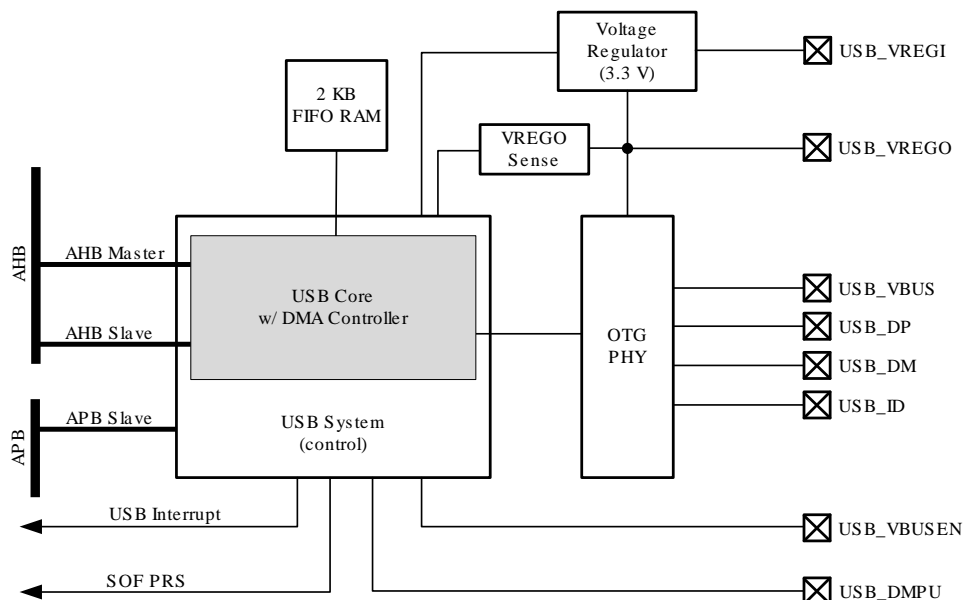 Voltage
Regulator
(3.3 V)
USB_VREGI
2 KB
FIFO RAM
VREGO
Sense
USB_VREGO
AHB
AHB Master
AHB Slave
USB Core
w/ DMA Controller
OTG
PHY
USB_VBUS
USB_DP
USB_DM
USB_ID
APB
APB Slave
USB System
(control)
USB Interrupt
USB_VBUSEN
SOF PRS
USB_DMPU